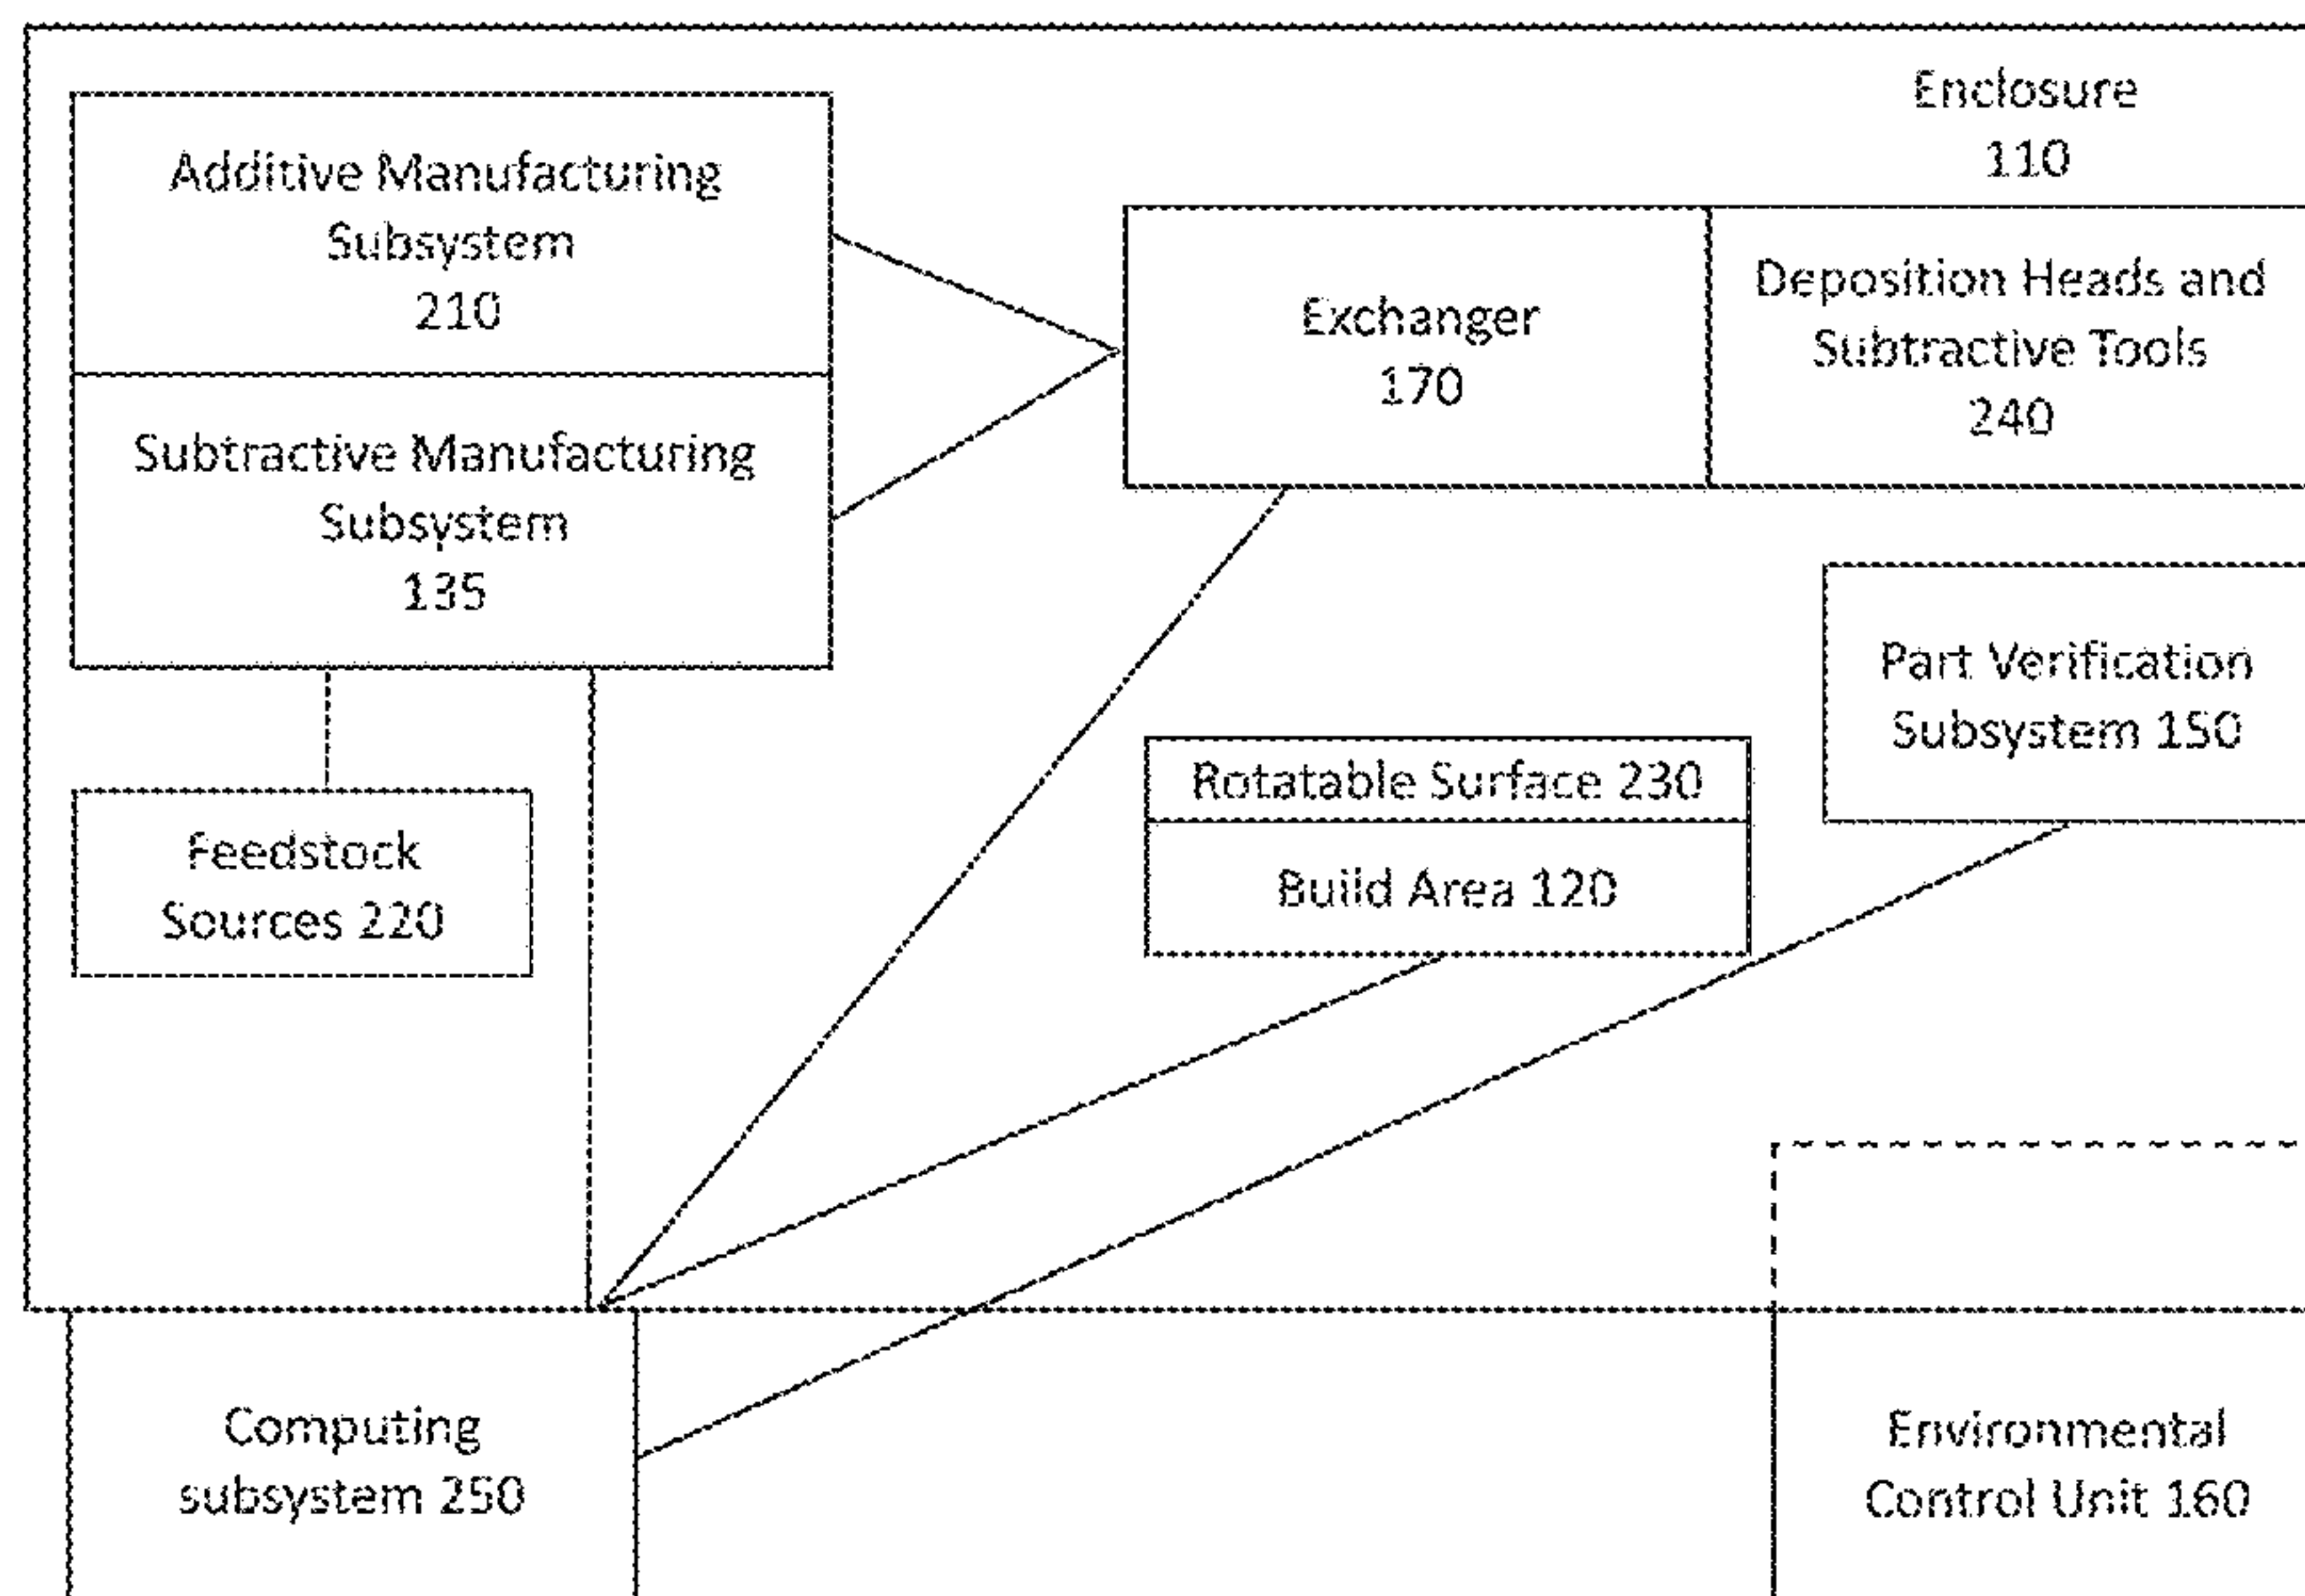 Enclosure
110
Additive Manufacturing
Subsystem
210
Exchanger
170
Deposition Heads and
Subtractive Tools
240
Subtractive Manufacturing
Subsystem
135
Part Verification
Subsystem 150
Rotatable Surface 230
Build Area 120
Feedstock
Sources 220
Computing
subsystem 250
Environmental
Control Unit 160